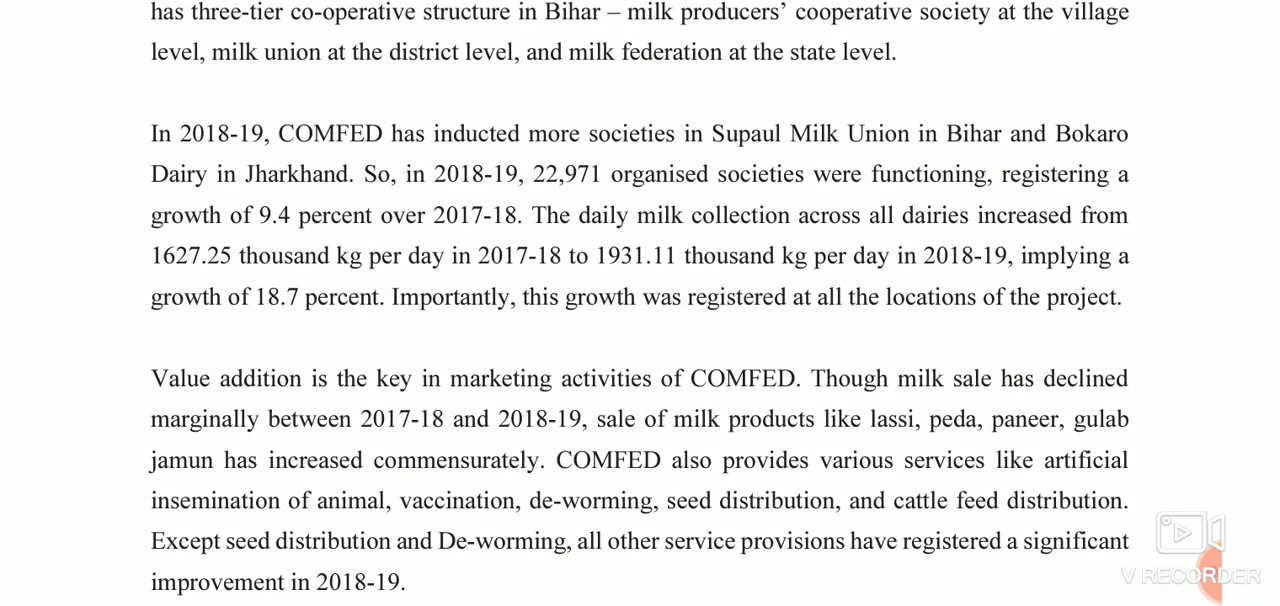 has three-tier co-operative structure in Bihar – milk producers’ cooperative society at the village
level, milk union at the district level, and milk federation at the state level.
In 2018-19, COMFED has inducted more societies in Supaul Milk Union in Bihar and Bokaro
Dairy in Jharkhand. So, in 2018-19, 22,971 organised societies were functioning, registering a
growth of 9.4 percent over 2017-18. The daily milk collection across all dairies increased from
1627.25 thousand kg per day in 2017-18 to 1931.11 thousand kg per day in 2018-19, implying a
growth of 18.7 percent. Importantly, this growth was registered at all the locations of the project.
Value addition is the key in marketing activities of COMFED. Though milk sale has declined
marginally between 2017-18 and 2018-19, sale of milk products like lassi, peda, paneer, gulab
jamun has increased commensurately. COMFED also provides various services like artificial
insemination of animal, vaccination, de-worming, seed distribution, and cattle feed distribution.
Except seed distribution and De-worming, all other service provisions have registered a significant
improvement in 2018-19.
V RECORDER